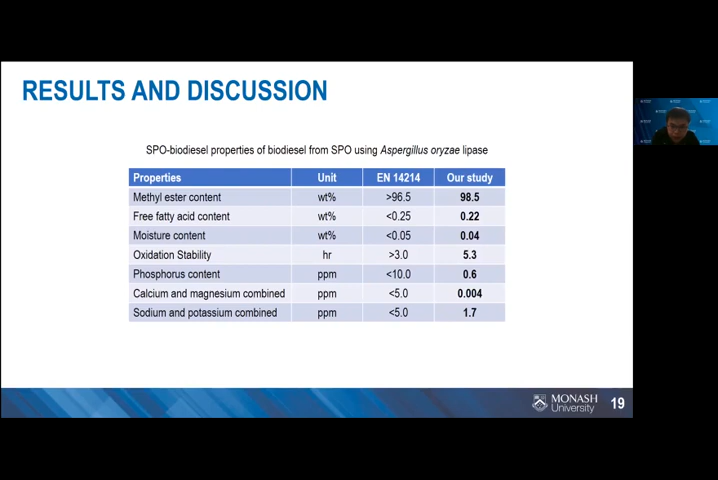 RESULTS AND DISCUSSION
SPO-biodiesel properties of biodiesel from SPO using Aspergillus oryzae lipase
Properties Unit EN 14214 Our study
Methyl ester content wt% >96.5 98.5
Free fatty acid content wt% <0.25 0.22
Moisture content wt% <0.05 0.04
Oxidation Stability hr >3.0 5.3
Phosphorus content ppm <10.0 0.6
Calcium and magnesium combined ppm <5.0 0.004
Sodium and potassium combined ppm <5.0 1.7
MONASH
University
19